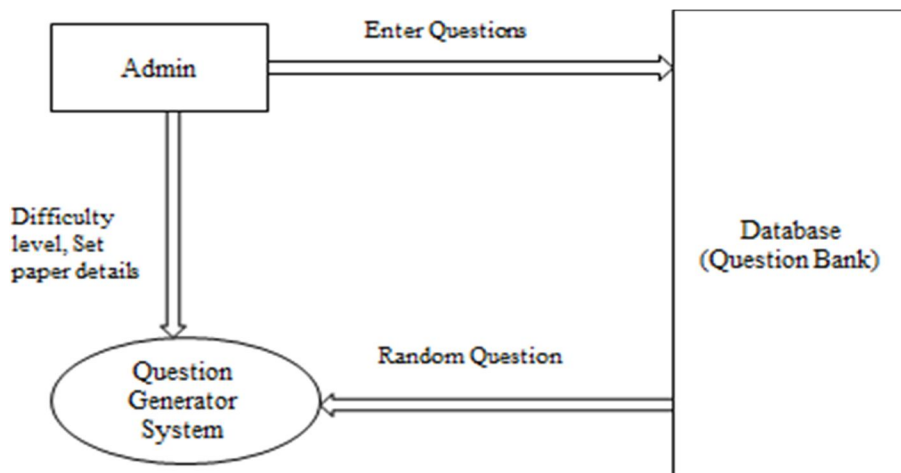 Enter Questions
Admin
Difficulty
level, Set
paper details
Database
(Question Bank)
Random Question
Question
Generator
System